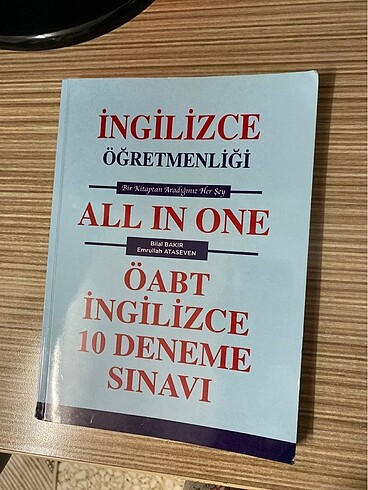 İNGİLİZCE
ÖĞRETMENLİĞİ
Bir Kitaptan Aradığınız Her Şey
ALL IN ONE
Bilal BAKIR
Emrullah ATASEVEN
ÖABT
İNGİLİZCE
10 DENEME
SINAVI